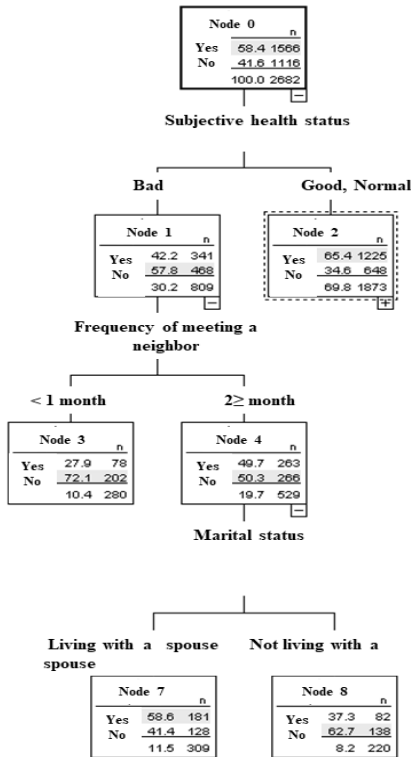 Node 0
n
Yes 58.4 1566
No 41.6 1116
100.0 2682
Subjective health status
Bad
Good, Normal
Node 1
n
Yes 42.2 341
No 57.8 468
30.2 809
Node 2
n
Yes 65.4 1225
No 34.6 648
69.8 1873
Frequency of meeting a
neighbor
< 1 month
2≥ month
Node 3
n
Yes 27.9 78
No 72.1 202
10.4 280
Node 4
n
Yes 49.7 263
No 50.3 266
19.7 529
Marital status
Living with a spouse
spouse
Not living with a
Node 7
n
Yes 58.6 181
No 41.4 128
11.5 309
Node 8
n
Yes 37.3 82
No 62.7 138
8.2 220